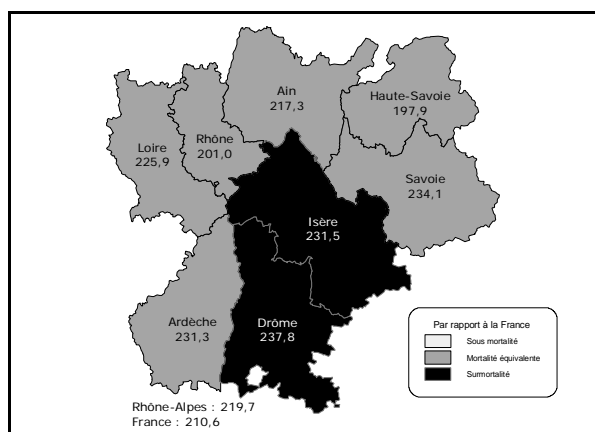 Ain
217,3
Haute-Savoie
197,9
Rhône
201,0
Loire
225,9
Savoie
234,1
Isère
231,5
Ardèche
231,3
Drôme
237,8
Par rapport à la France
Sous mortalité
Mortalité équivalente
Surmortalité
Rhône-Alpes : 219,7
France : 210,6